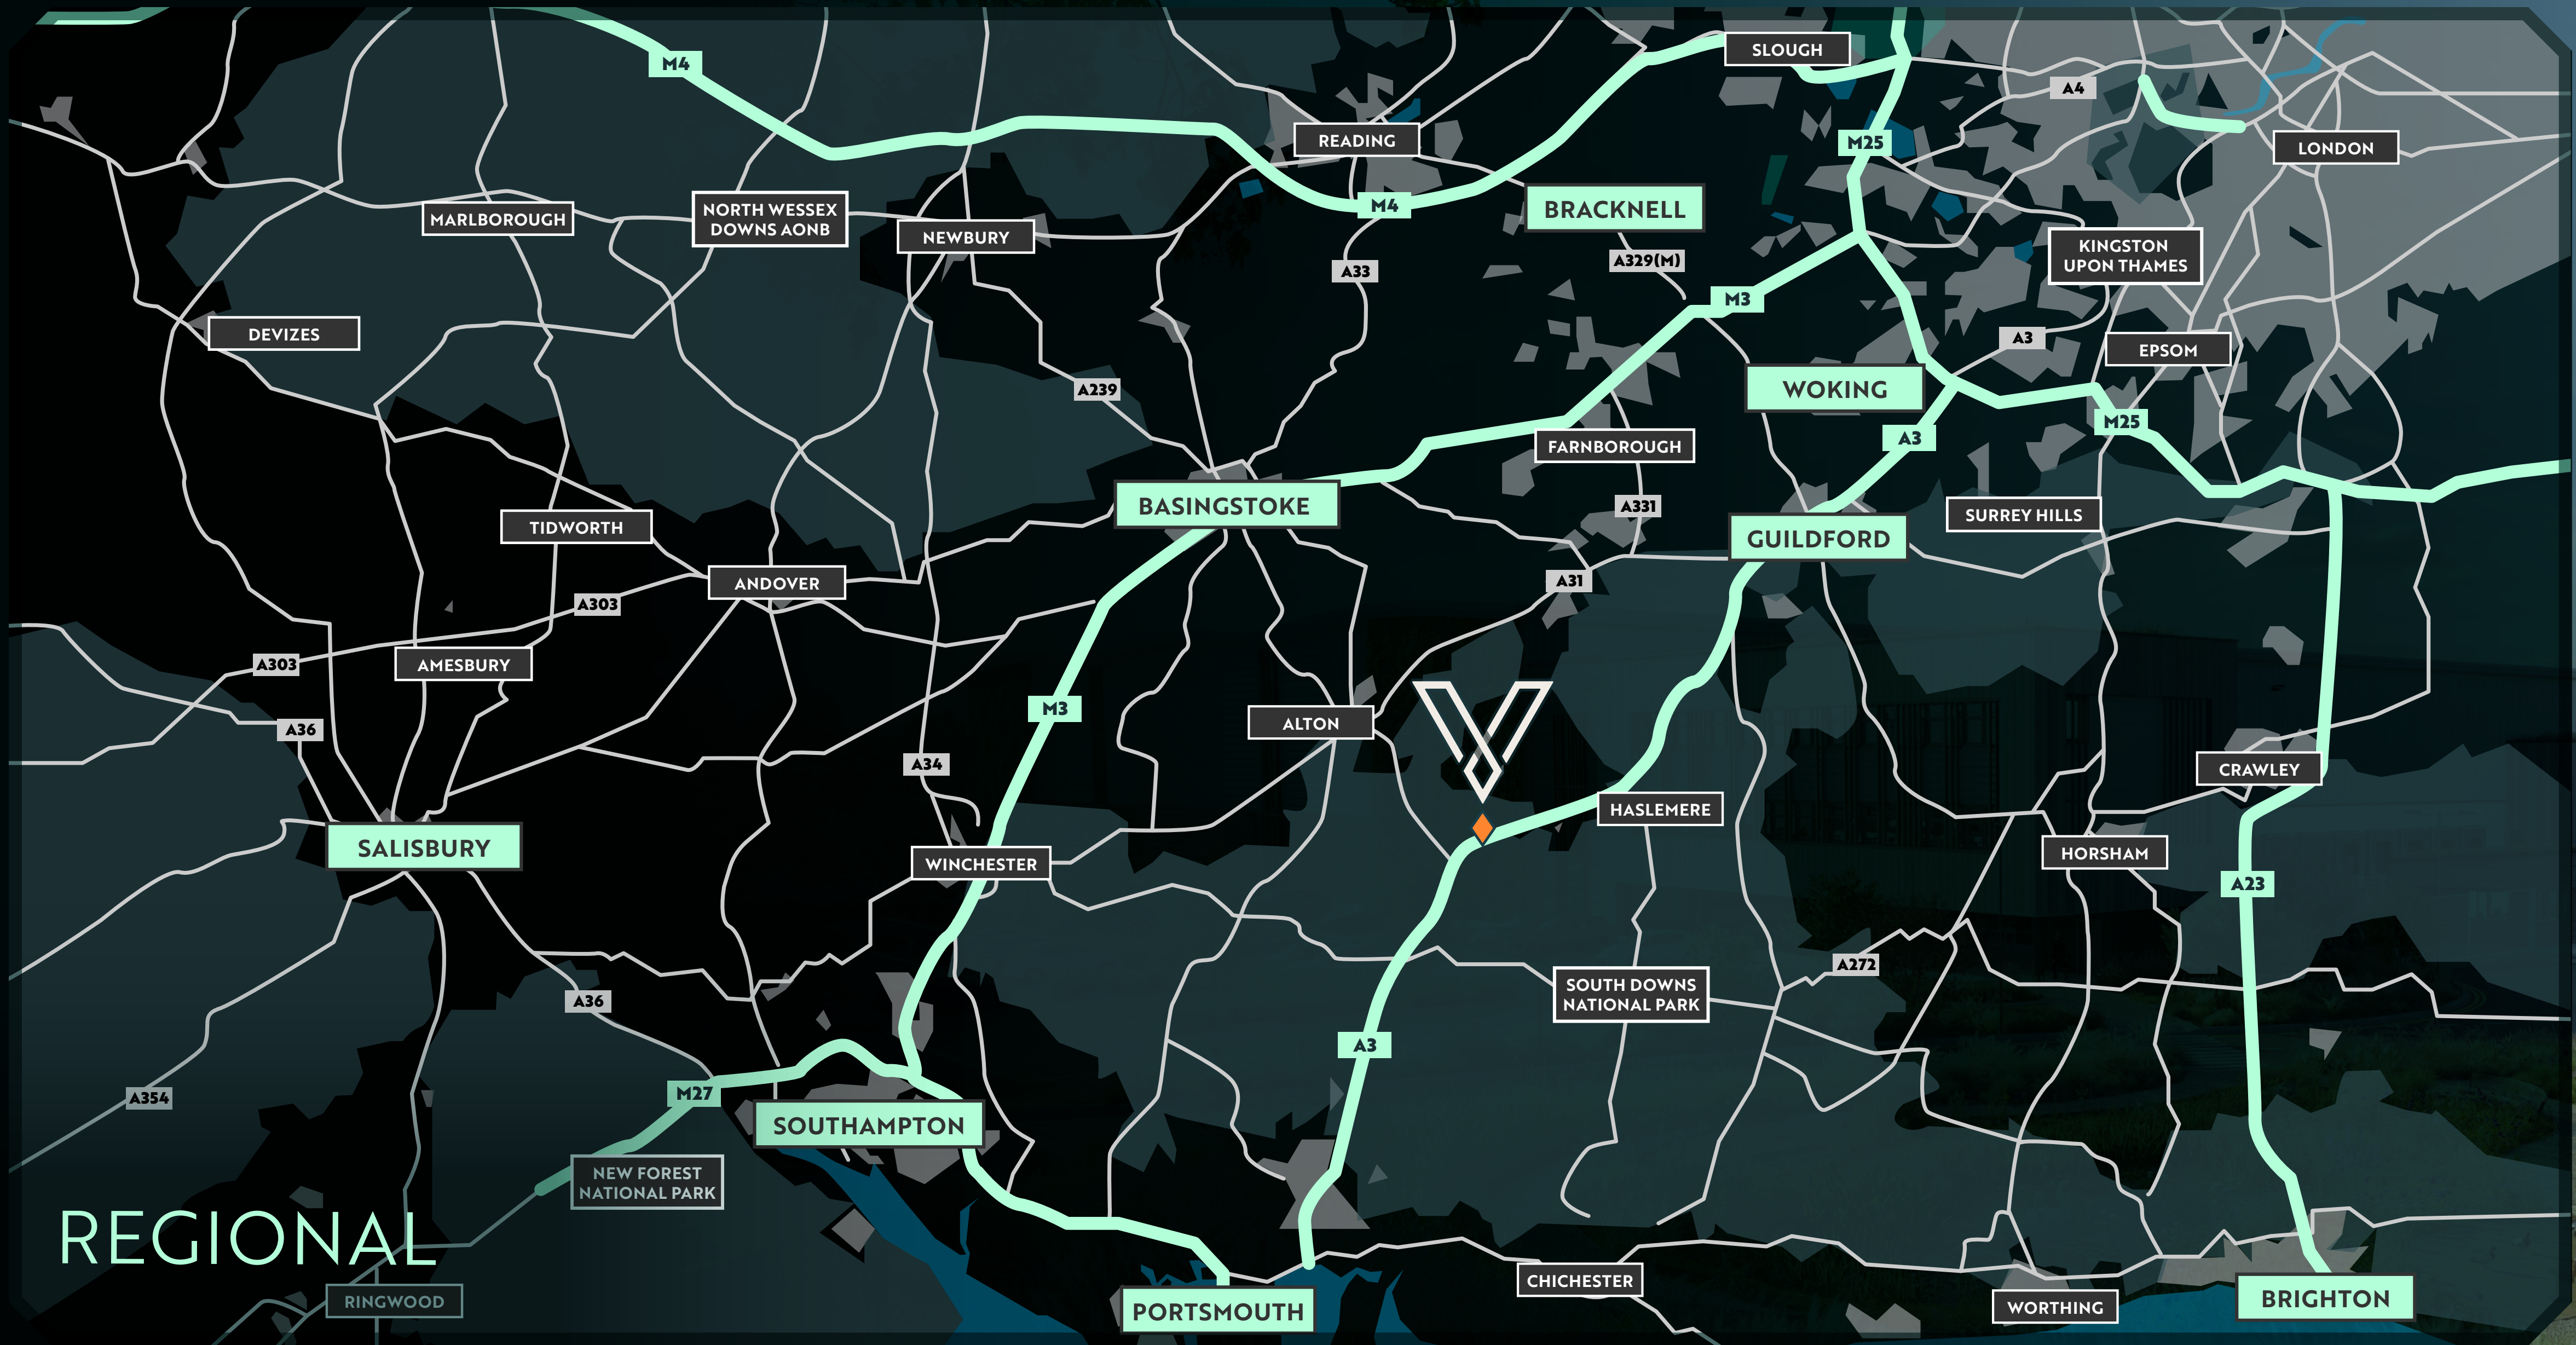 M4
SLOUGH
A4
READING
M25
LONDON
M4
BRACKNELL
MARLBOROUGH
NORTH WESSEX
DOWNS AONB
NEWBURY
KINGSTON
UPON THAMES
A33
A329(M)
M3
DEVIZES
A3
EPSOM
A239
WOKING
M25
A3
FARNBOROUGH
BASINGSTOKE
A331
SURREY HILLS
TIDWORTH
GUILDFORD
ANDOVER
A31
A303
A303
AMESBURY
M3
ALTON
A36
A34
CRAWLEY
HASLEMERE
SALISBURY
WINCHESTER
HORSHAM
A23
A272
SOUTH DOWNS
NATIONAL PARK
A36
A3
A354
M27
SOUTHAMPTON
NEW FOREST
NATIONAL PARK
REGIONAL
CHICHESTER
RINGWOOD
PORTSMOUTH
WORTHING
BRIGHTON